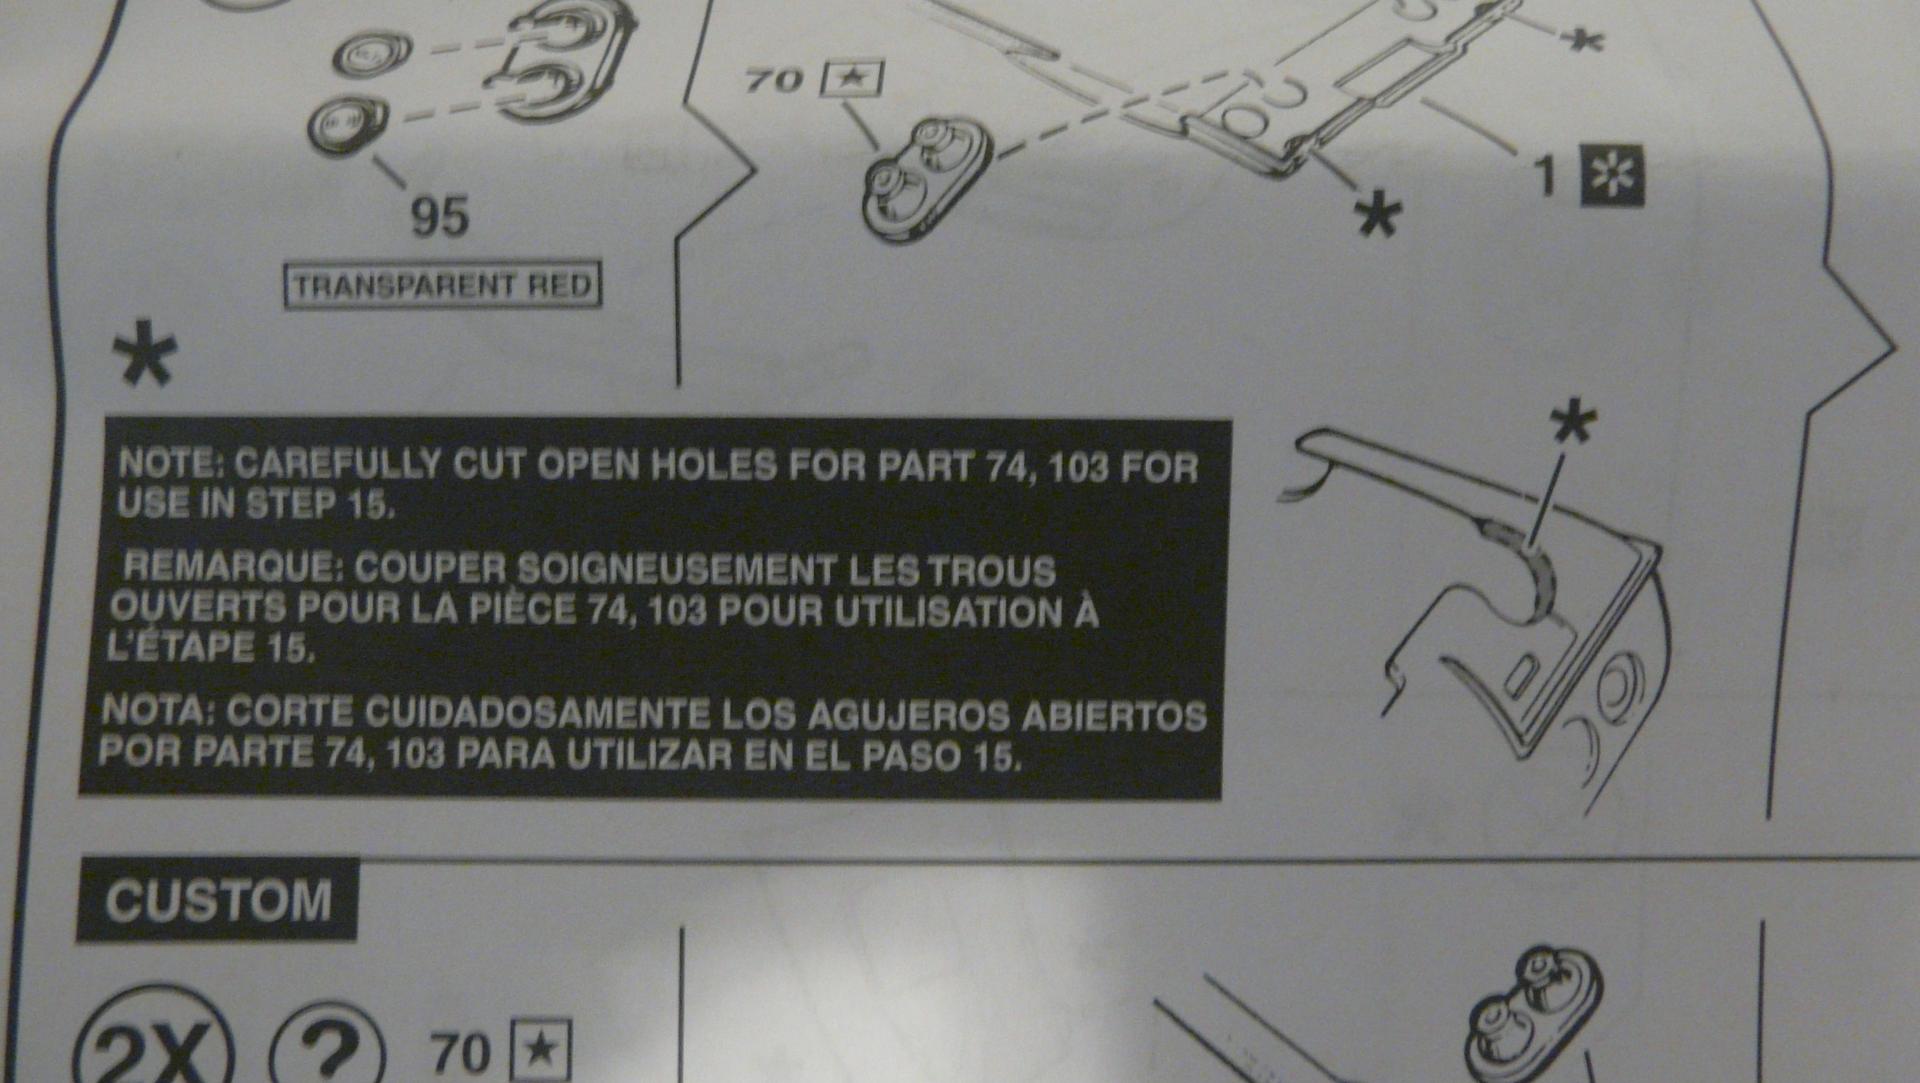 70
1
95
TRANSPARENT RED
*
NOTE: CAREFULLY CUT OPEN HOLES FOR PART 74, 103 FOR
USE IN STEP 15.
REMARQUE: COUPER SOIGNEUSEMENT LES TROUS
OUVERTS POUR LA PIÈCE 74, 103 POUR UTILISATION À
L'ÉTAPE 15.
NOTA: CORTE CUIDADOSAMENTE LOS AGUJEROS ABIERTOS
POR PARTE 74, 103 PARA UTILIZAR EN EL PASO 15.
CUSTOM
2X ? 70